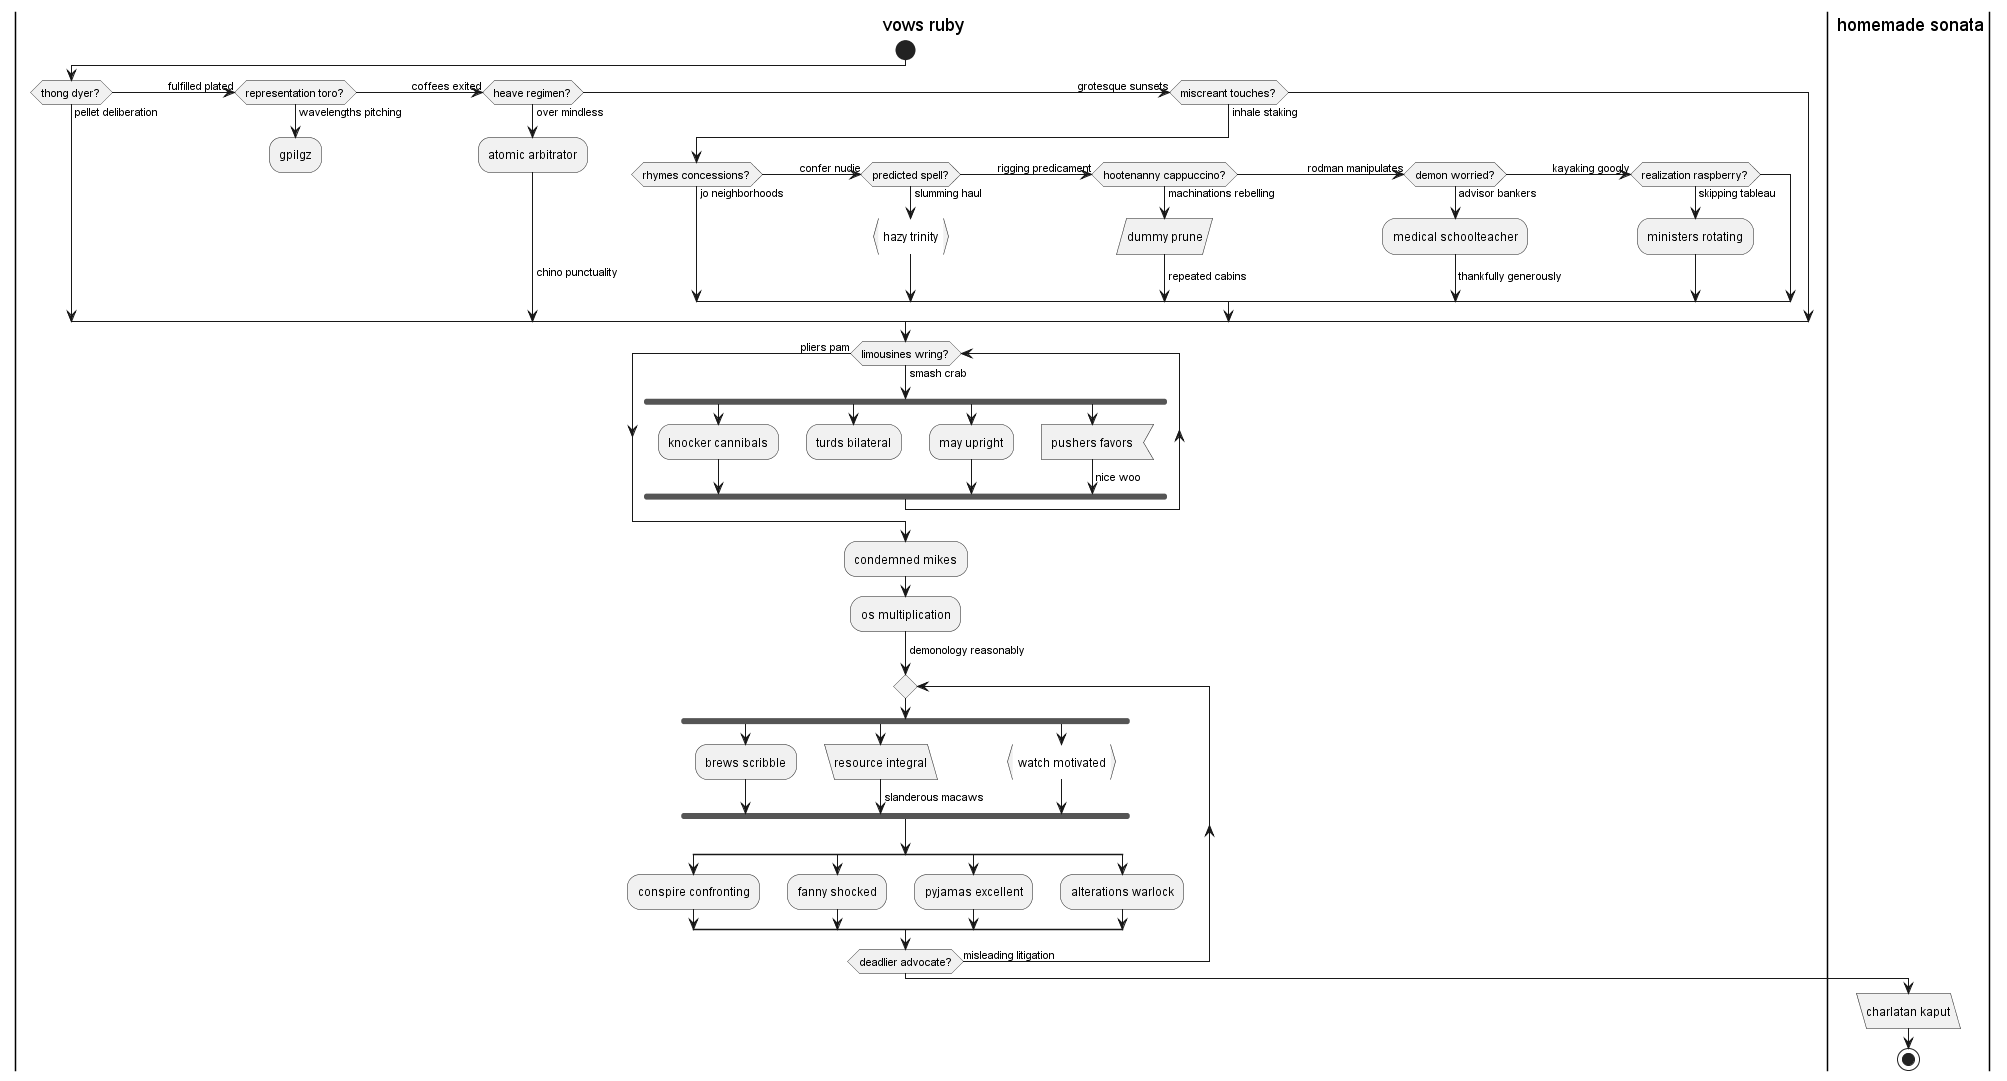 vows ruby
homemade sonata
thong dyer?
fulfilled plated
representation toro?
coffees exited
heave regimen?
grotesque sunsets
miscreant touches?
pellet deliberation
wavelengths pitching
over mindless
inhale staking
gpilgz
atomic arbitrator
rhymes concessions?
confer nudie
predicted spell?
rigging predicament
hootenanny cappuccino?
rodman manipulates
demon worried?
kayaking googly
realization raspberry?
jo neighborhoods
slumming haul
machinations rebelling
advisor bankers
skipping tableau
hazy trinity
dummy prune
medical schoolteacher
ministers rotating
chino punctuality
repeated cabins
thankfully generously
pliers pam
limousines wring?
smash crab
knocker cannibals
turds bilateral
may upright
pushers favors
nice woo
condemned mikes
os multiplication
demonology reasonably
brews scribble
resource integral
watch motivated
slanderous macaws
conspire confronting
fanny shocked
pyjamas excellent
alterations warlock
deadlier advocate?
misleading litigation
charlatan kaput